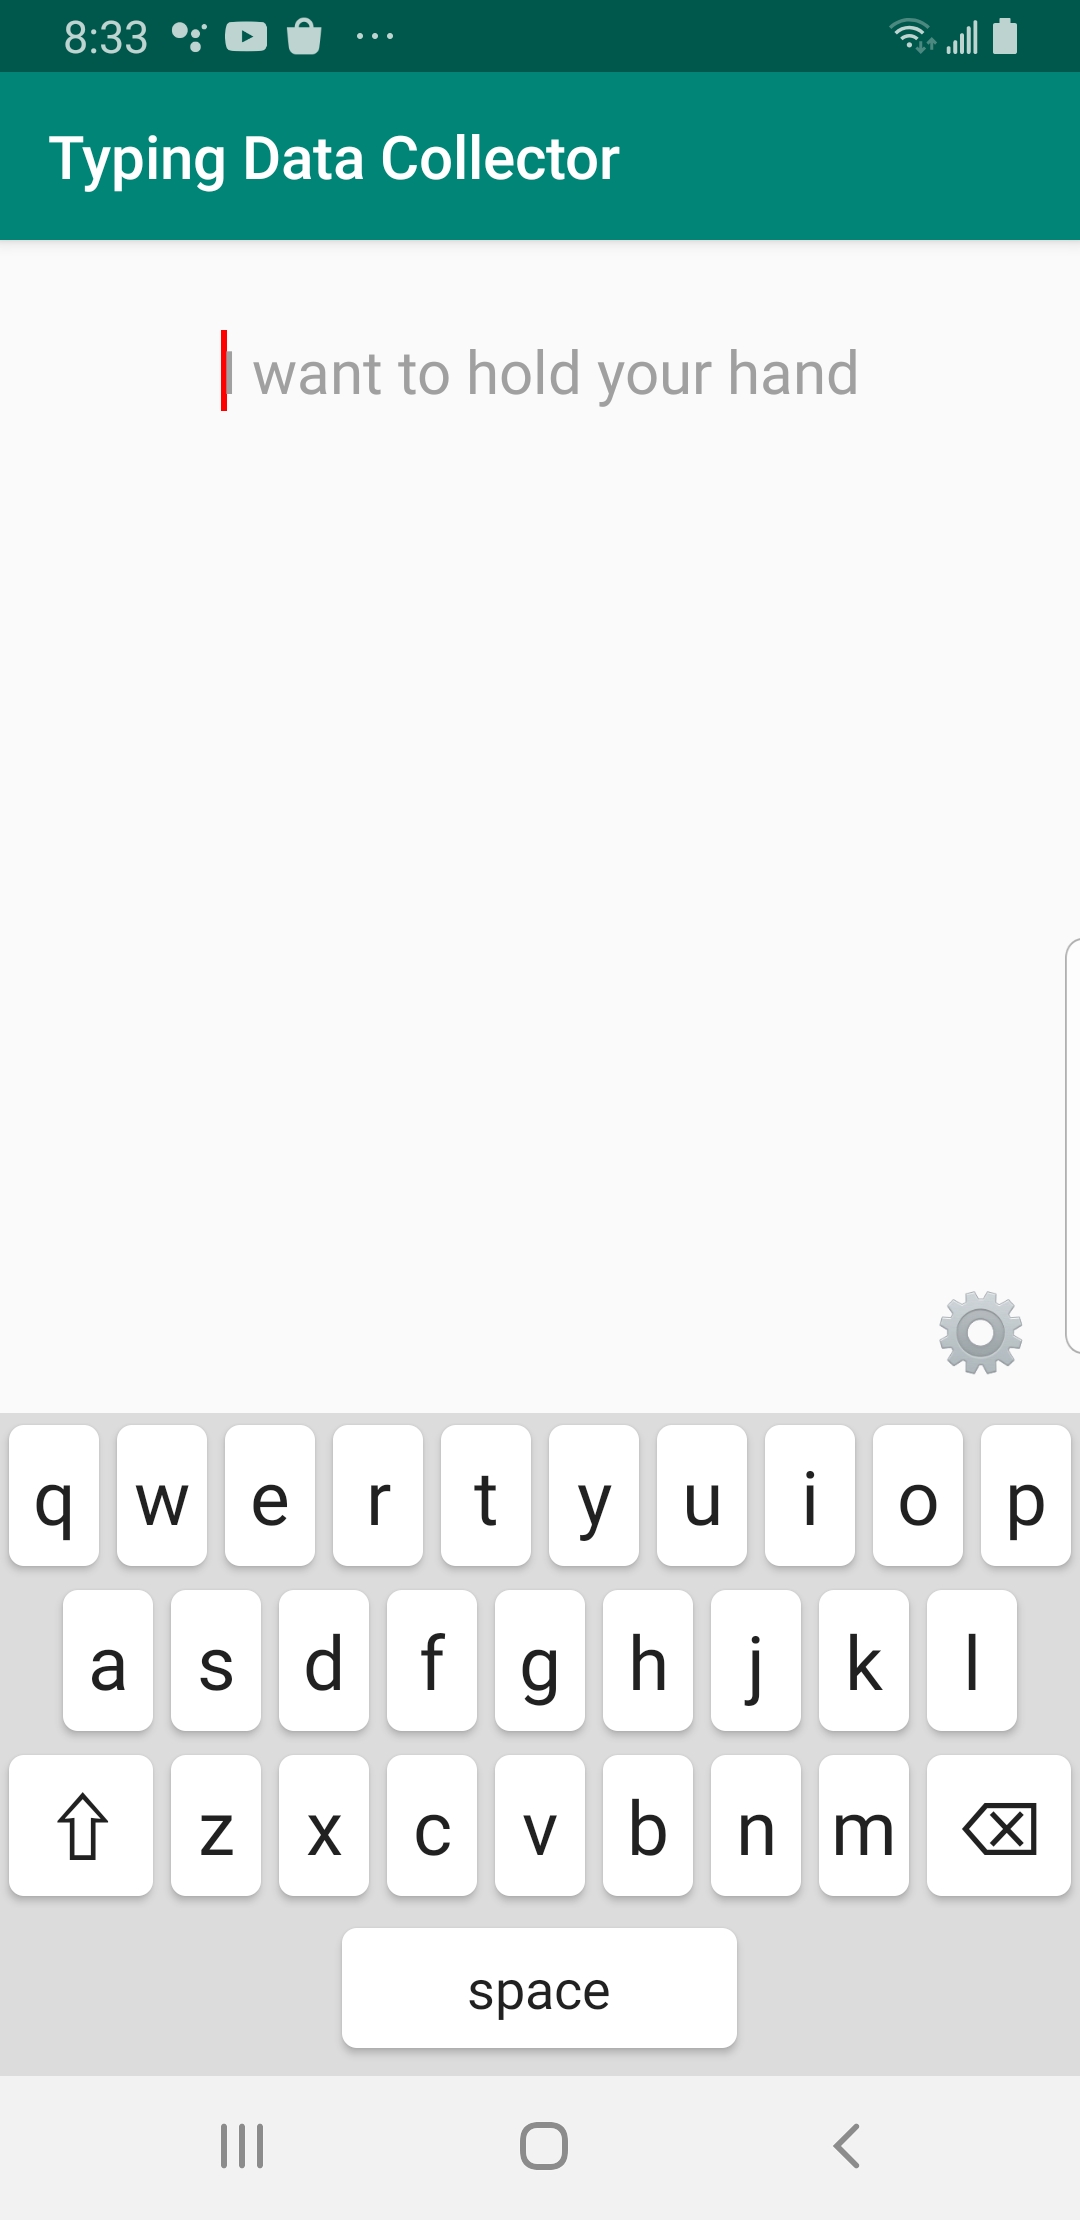 8:33
Typing Data Collector
I want to hold your hand
q w e r t y u i o p
a s d f g h j k l
z x c v b n m
space